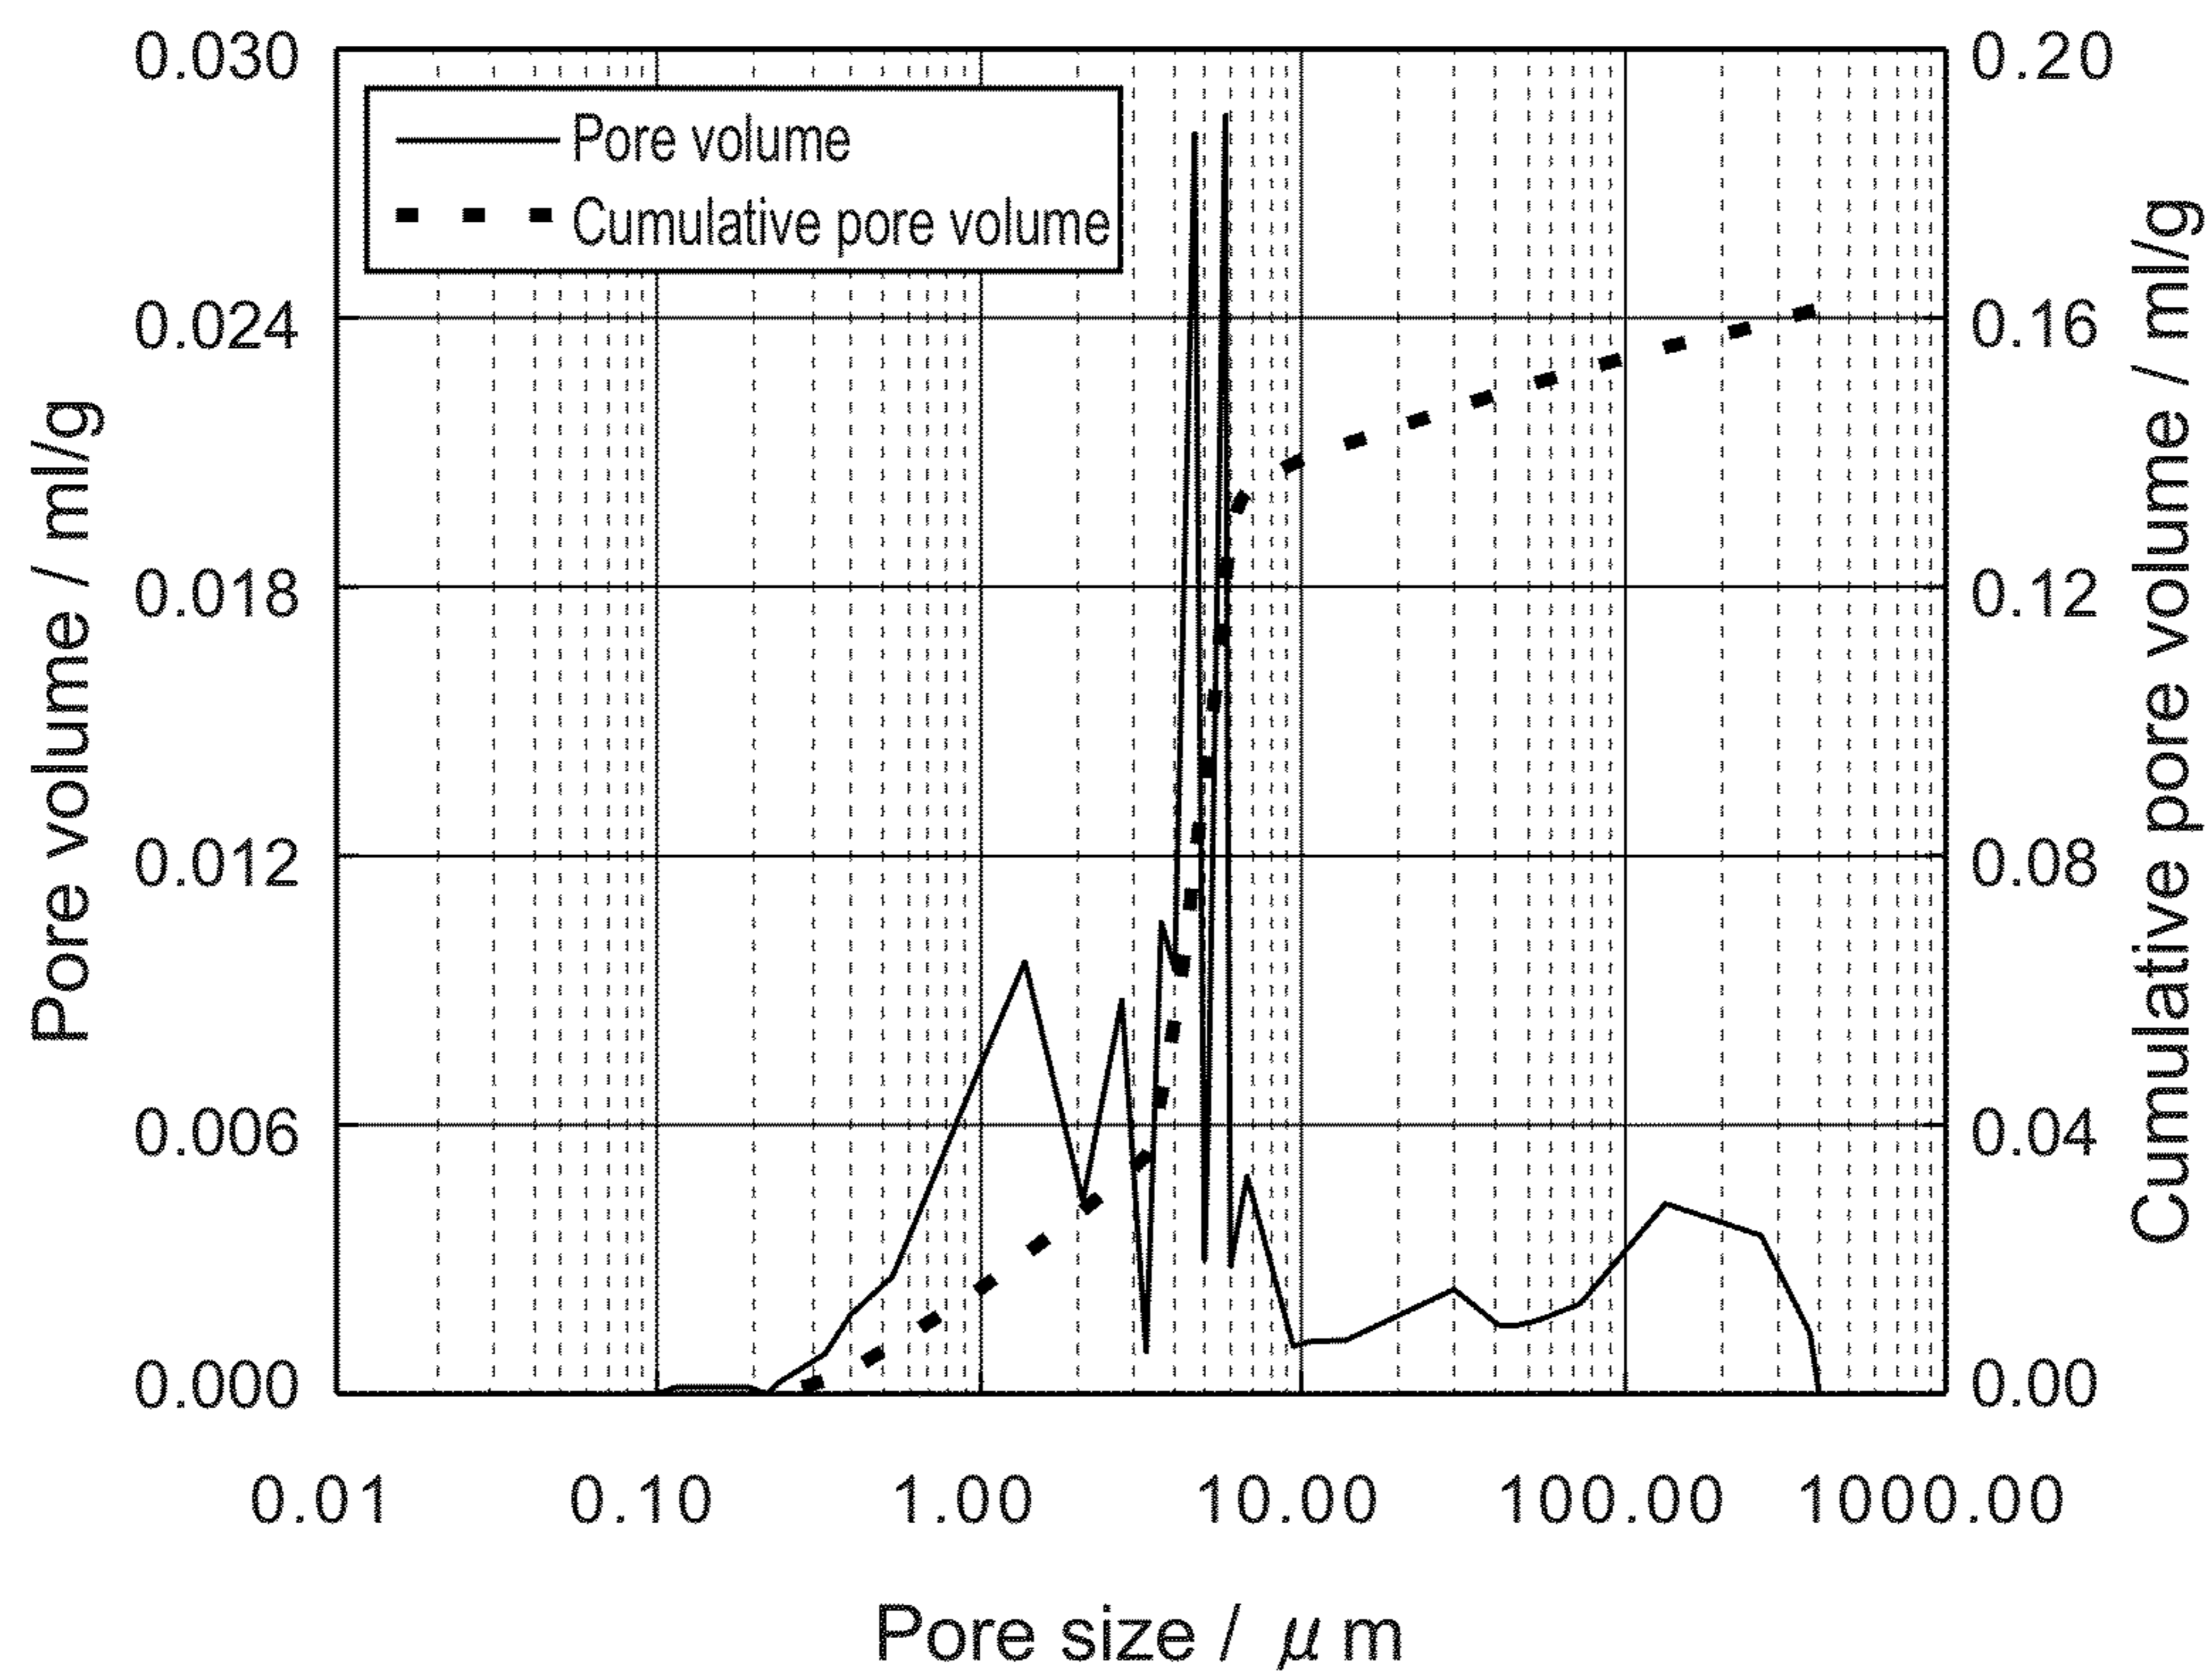 Pore volume / ml/g
0.030
0.024
0.018
0.012
0.006
0.000
Pore volume
Cumulative pore volume
0.20
0.16
0.12
0.08
0.04
0.00
Cumulative pore volume / ml/g
0.01 0.10 1.00 10.00 100.00 1000.00
Pore size / μm